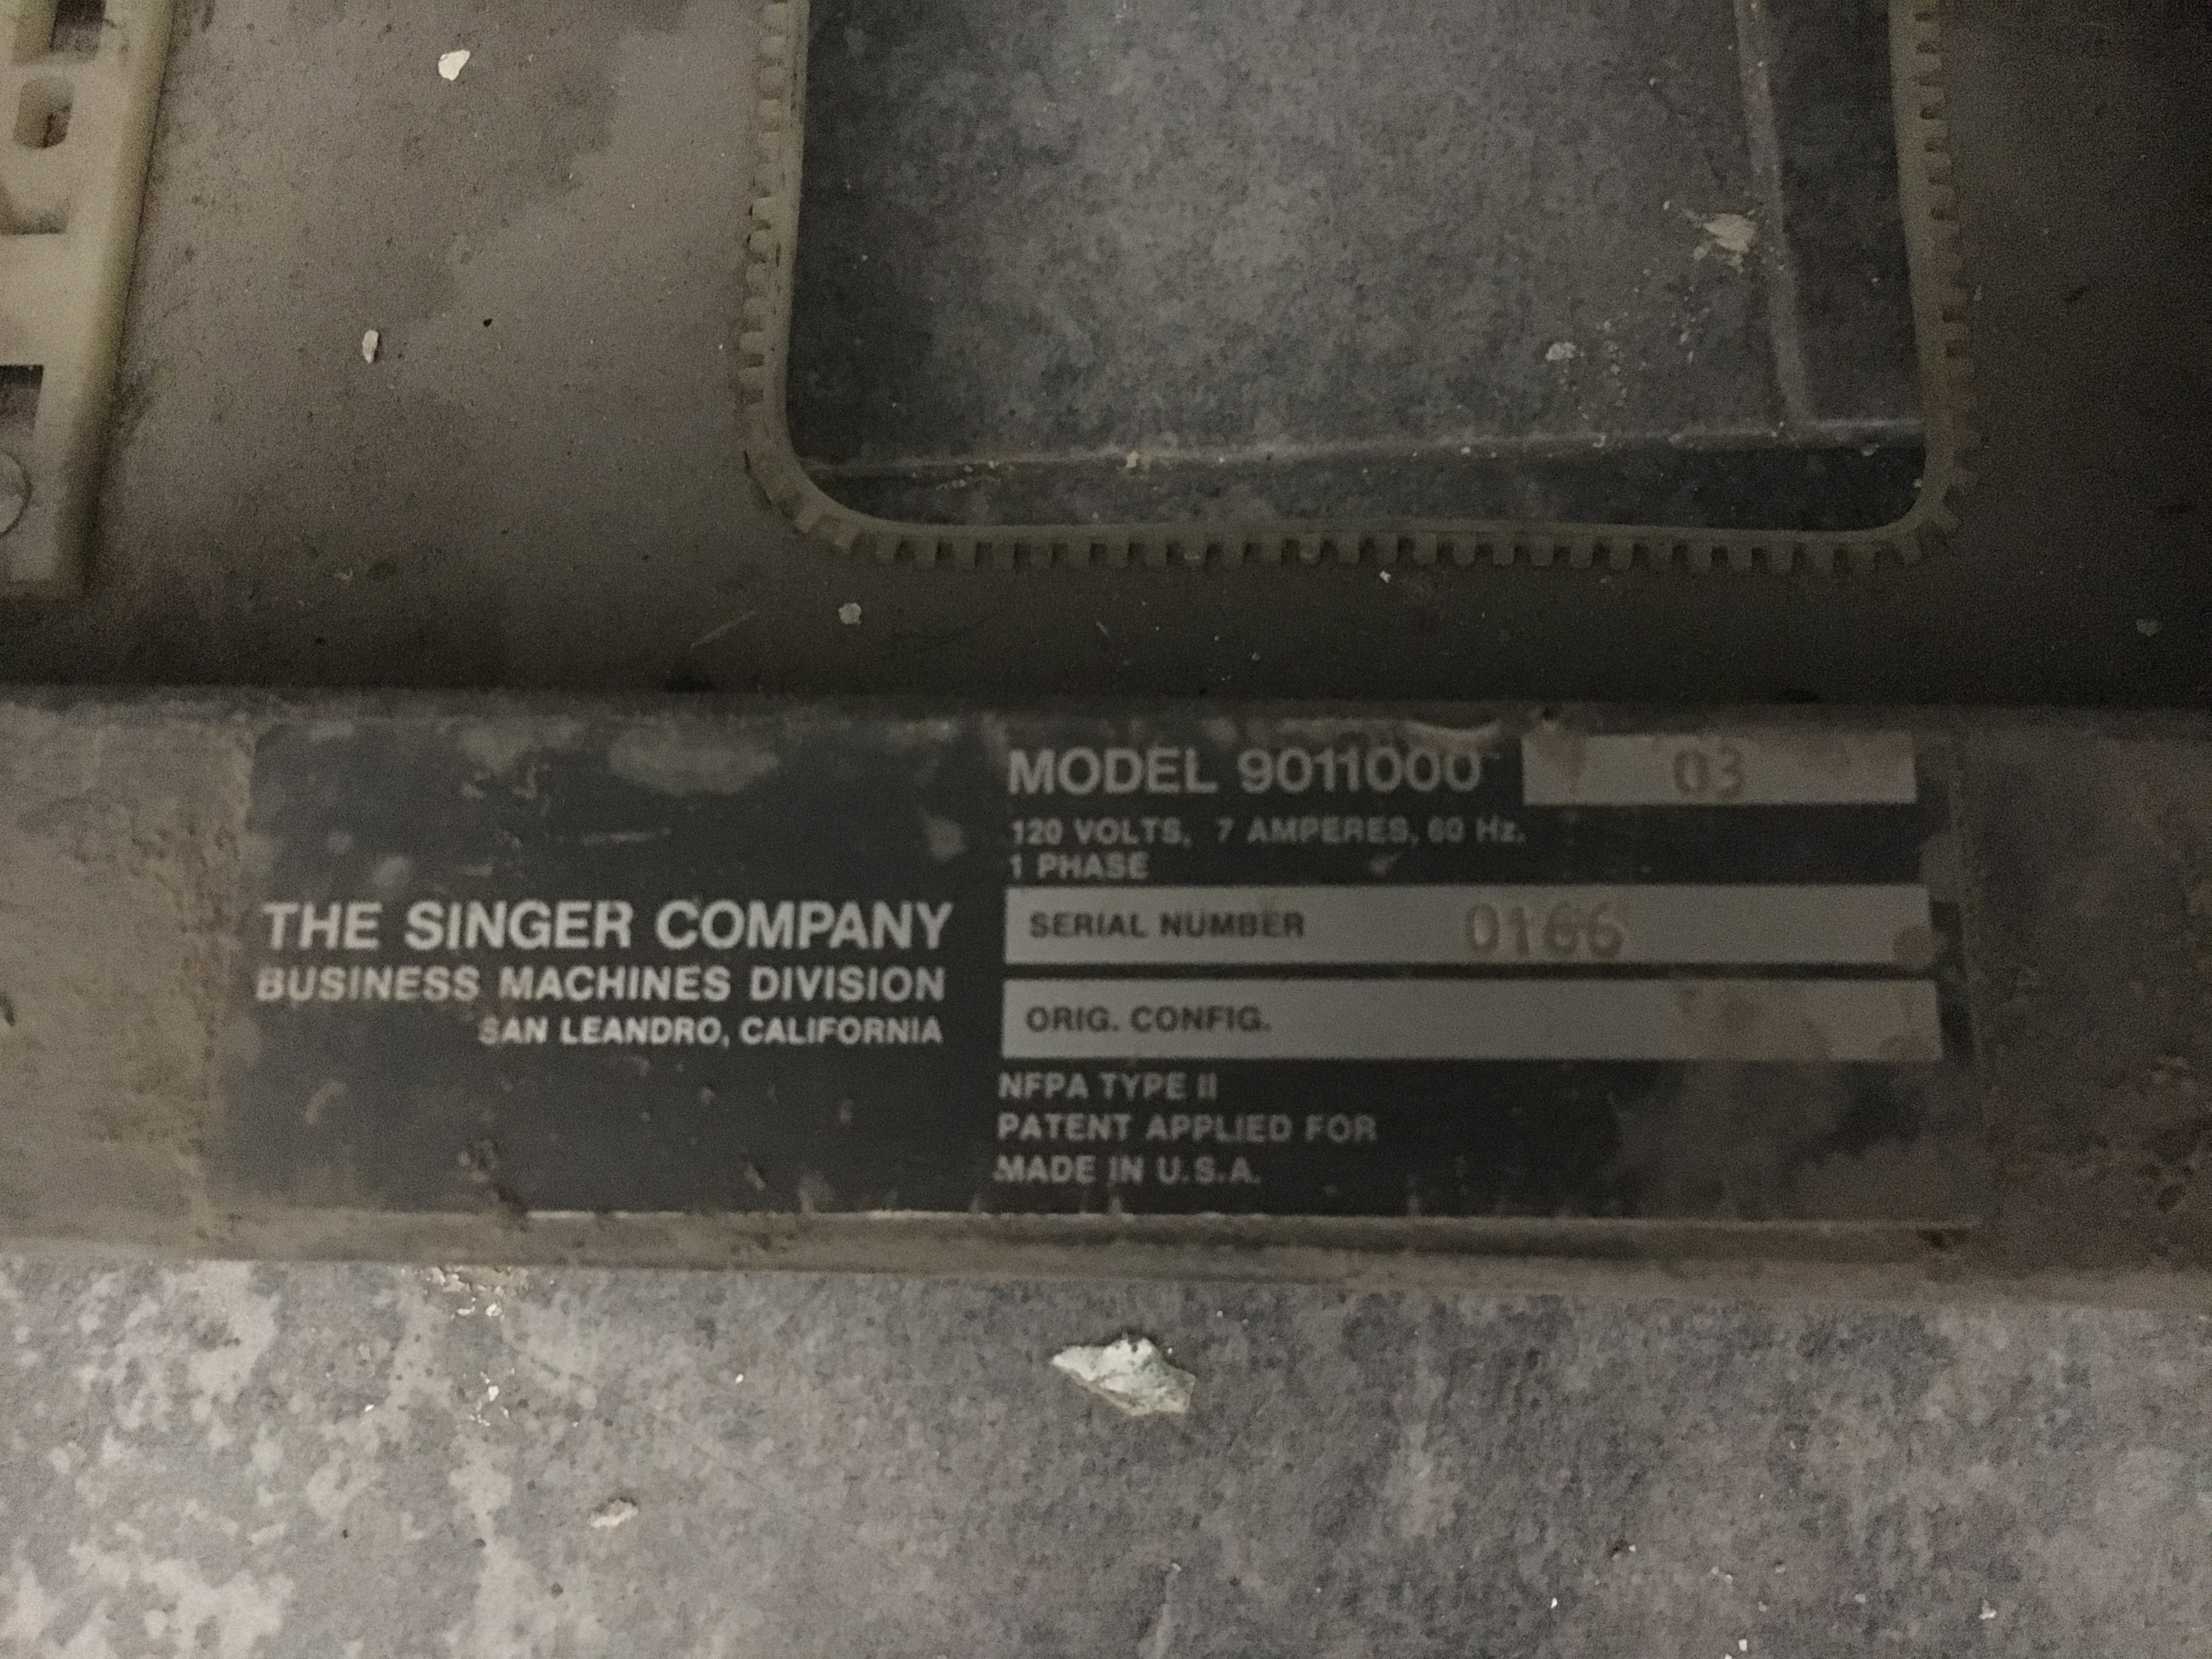 THE SINGER COMPANY
BUSINESS MACHINES DIVISION
SAN LEANDRO, CALIFORNIA
MODEL 9011000 03
120 VOLTS, 7 AMPERES, 60 Hz.
1 PHASE
SERIAL NUMBER 0166
ORIG. CONFIG.
NFPA TYPE II
PATENT APPLIED FOR
MADE IN U.S.A.